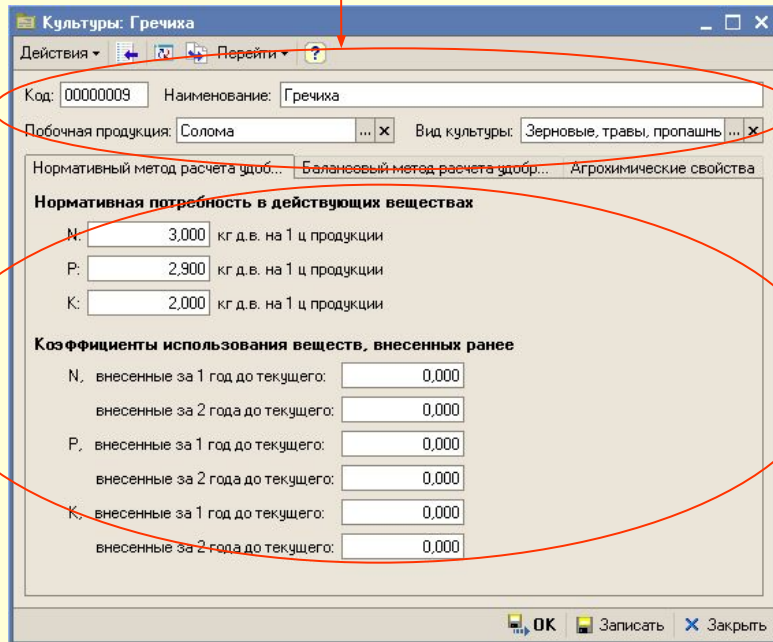 Культуры: Гречиха
Действия Перейти ?
Код: 00000009 Наименование: Гречиха
Побочная продукция: Солома ... x Вид культуры: Зерновые, травы, пропашнь ... x
Нормативный метод расчета удоб... Балансовый метод расчета удобр... Агрохимические свойства
Нормативная потребность в действующих веществах
N: 3,000 кг д.в. на 1 ц продукции
P: 2,900 кг д.в. на 1 ц продукции
K: 2,000 кг д.в. на 1 ц продукции
Коэффициенты использования веществ, внесенных ранее
N, внесенные за 1 год до текущего: 0,000
внесенные за 2 года до текущего: 0,000
P, внесенные за 1 год до текущего: 0,000
внесенные за 2 года до текущего: 0,000
K, внесенные за 1 год до текущего: 0,000
внесенные за 2 года до текущего: 0,000
OK Записать Закрыть